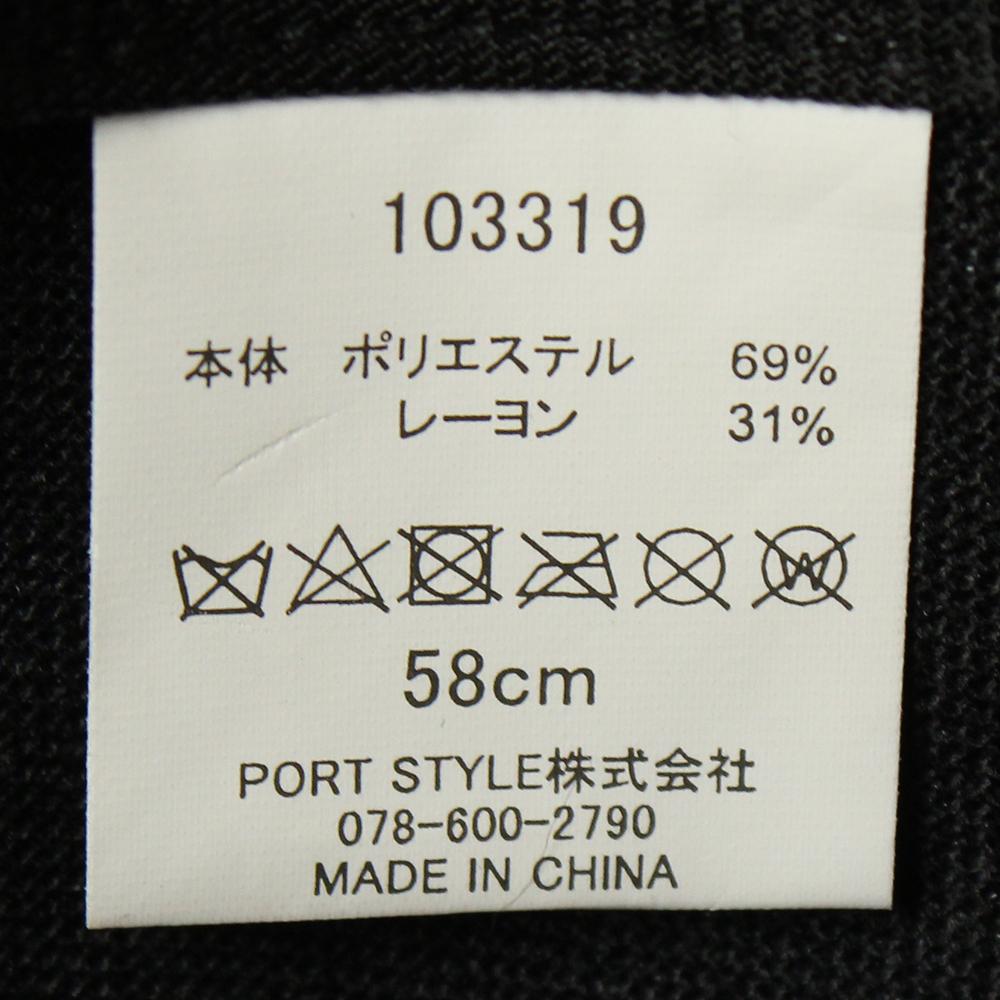 103319
本体 ポリエステル 69%
レーヨン 31%
W
58cm
PORT STYLE株式会社
078-600-2790
MADE IN CHINA